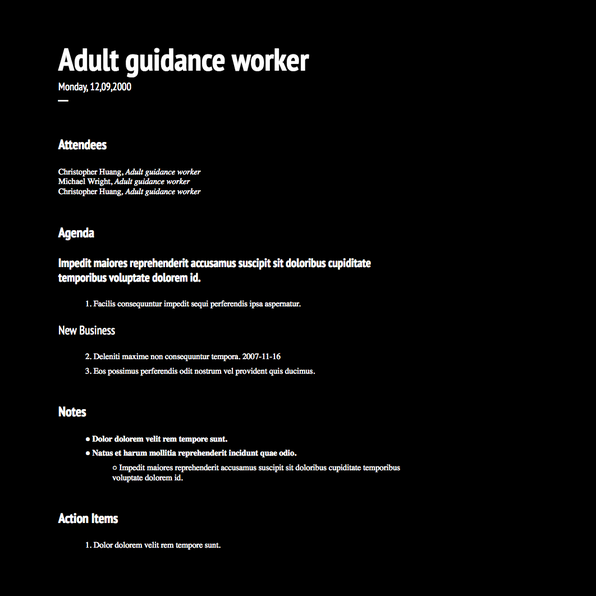 Adult guidance worker
Monday, 12,09,2000
Attendees
Christopher Huang, Adult guidance worker
Michael Wright, Adult guidance worker
Christopher Huang, Adult guidance worker
Agenda
Impedit maiores reprehenderit accusamus suscipit sit doloribus cupiditate
temporibus voluptate dolorem id.
1. Facilis consequuntur impedit sequi perferendis ipsa aspernatur.
New Business
2. Deleniti maxime non consequuntur tempora. 2007-11-16
3. Eos possimus perferendis odit nostrum vel provident quis ducimus.
Notes
● Dolor dolorem velit rem tempore sunt.
● Natus et harum mollitia reprehenderit incidunt quae odio.
○ Impedit maiores reprehenderit accusamus suscipit sit doloribus cupiditate temporibus
voluptate dolorem id.
Action Items
1. Dolor dolorem velit rem tempore sunt.